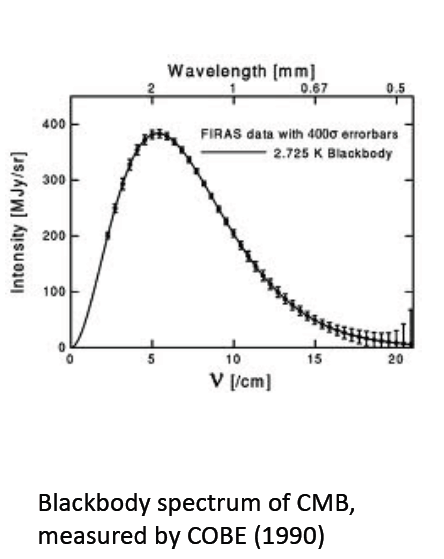 Wavelength [mm]
2 1 0.67 0.5
400
300
200
100
0
Intensity [MJy/sr]
FIRAS data with 400σ errorbars
2.725 K Blackbody
0 5 10 15 20
ν [/cm]
Blackbody spectrum of CMB,
measured by COBE (1990)